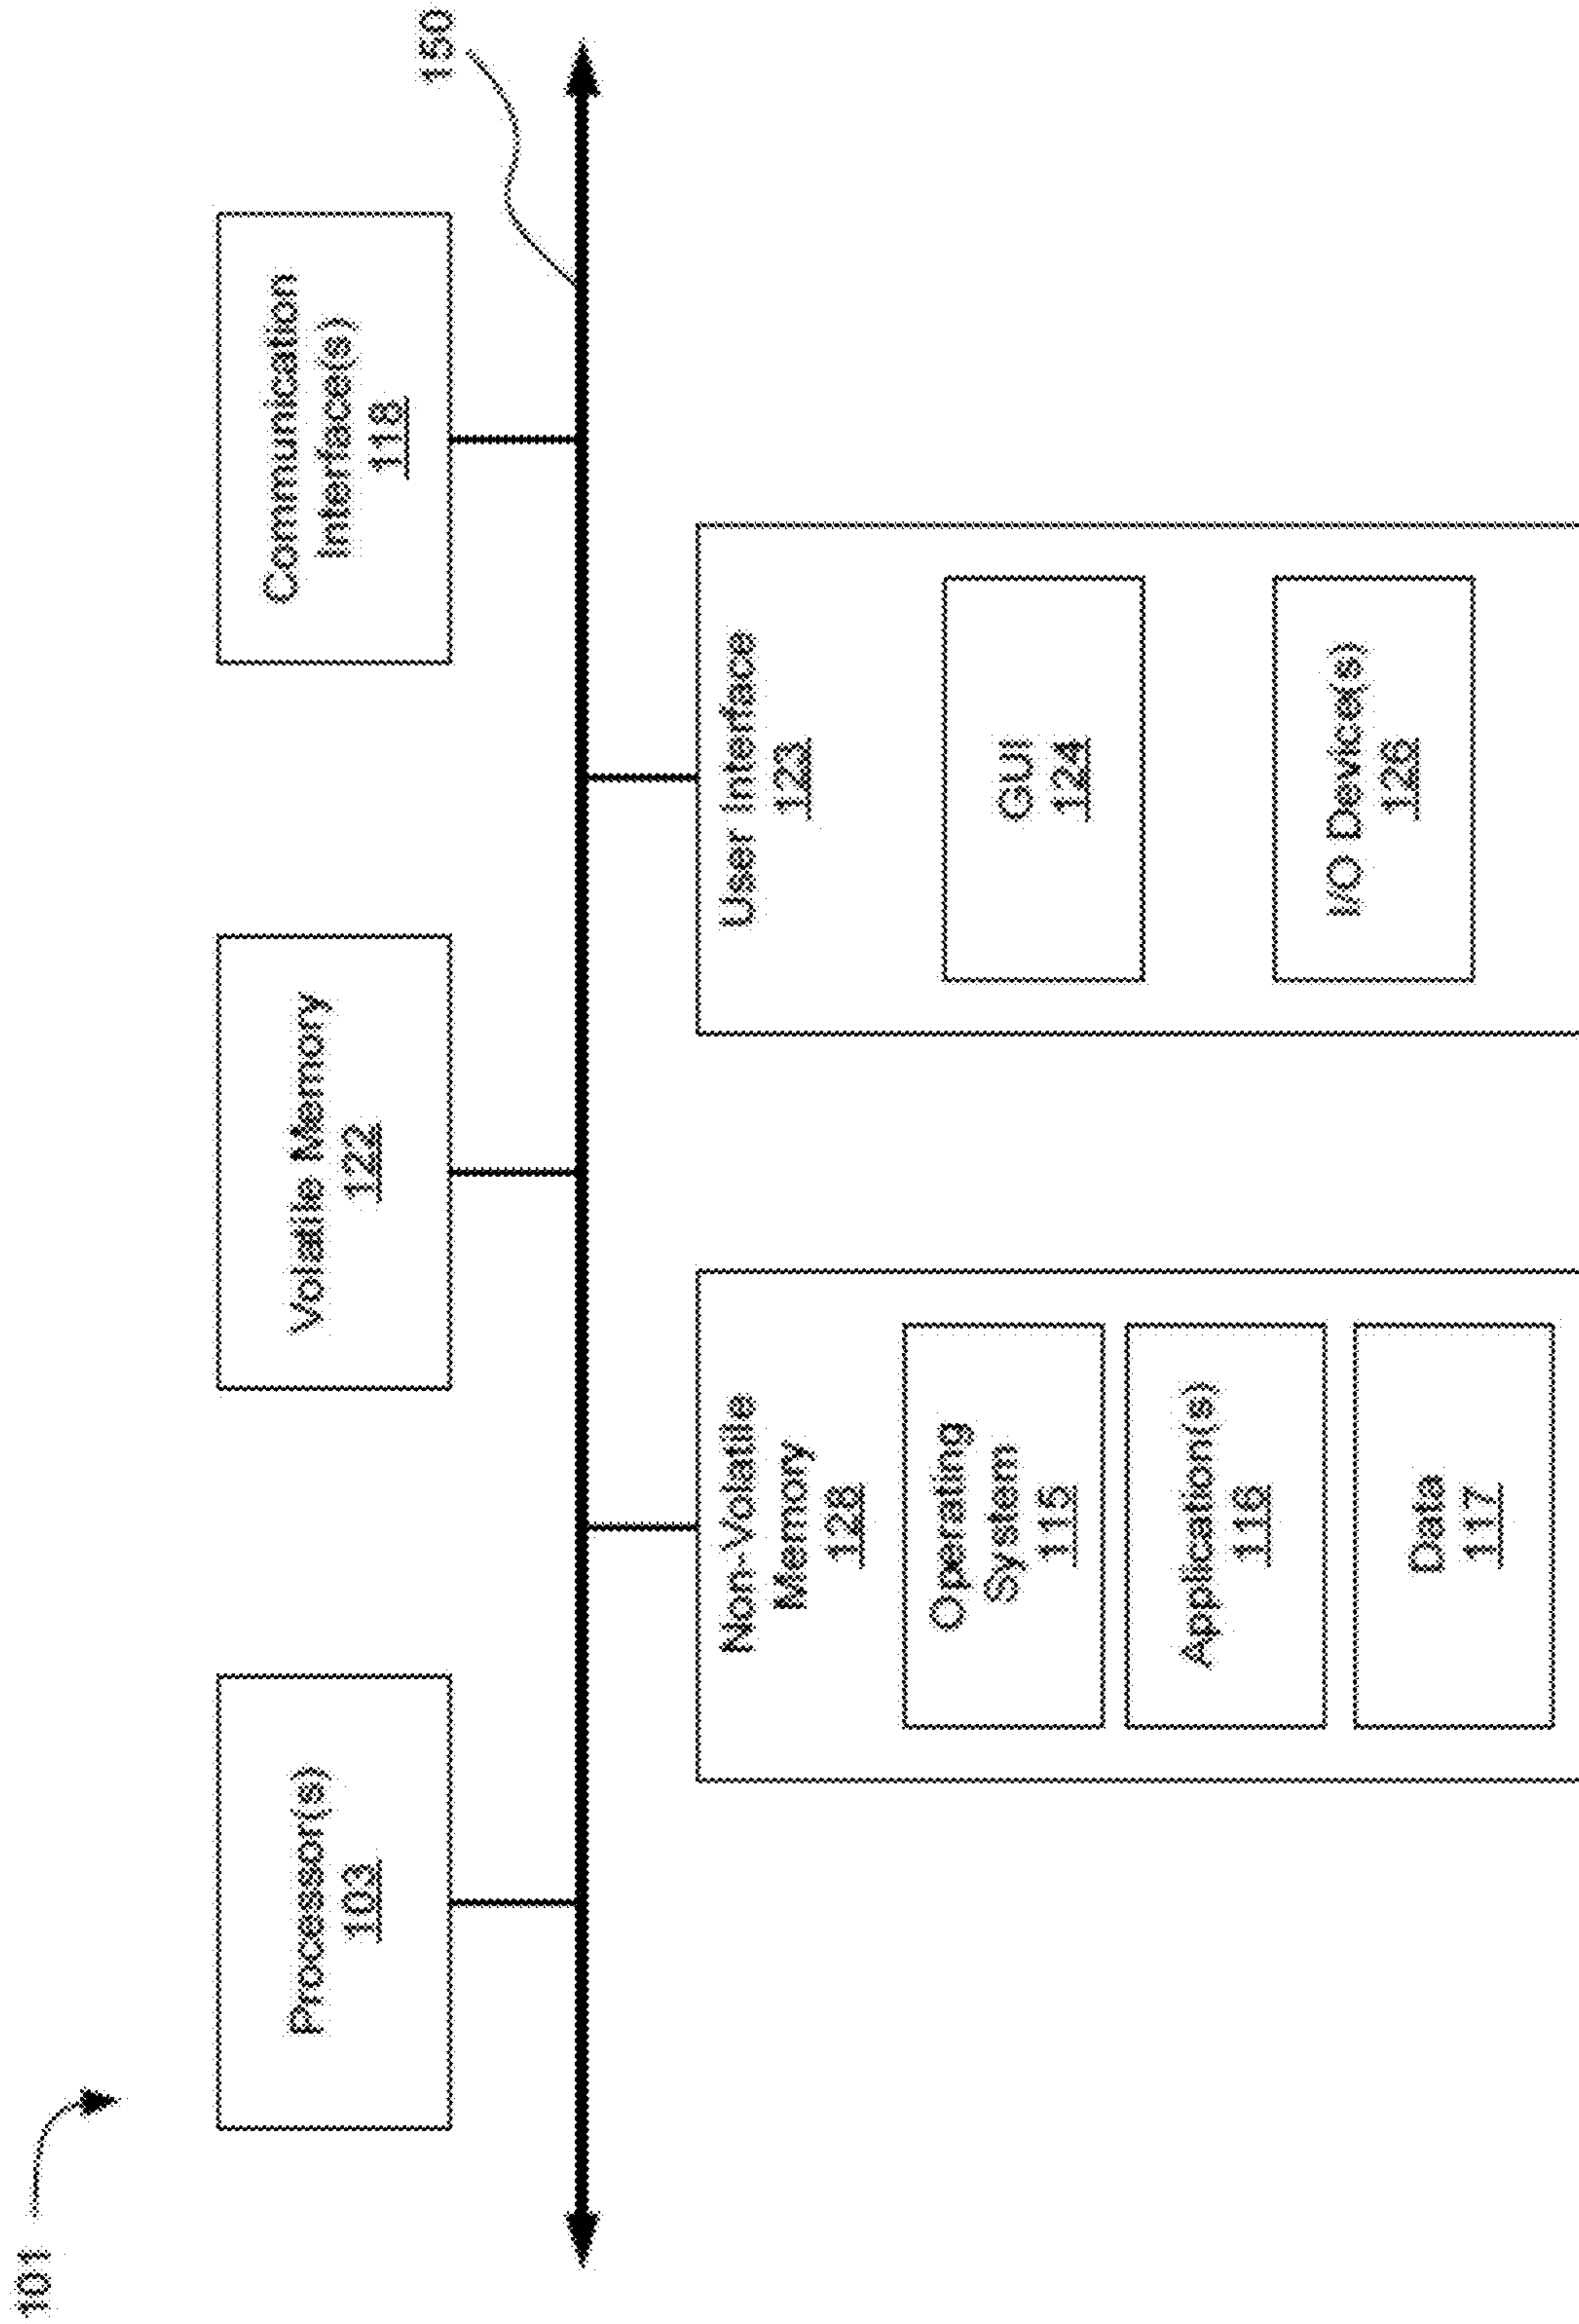 101
Processor(s)
103
Volatile Memory
122
Communication
Interface(s)
118
150
Non-Volatile
Memory
128
Operating
System
115
Application(s)
116
Data
117
User Interface
123
GUI
124
I/O Device(s)
126